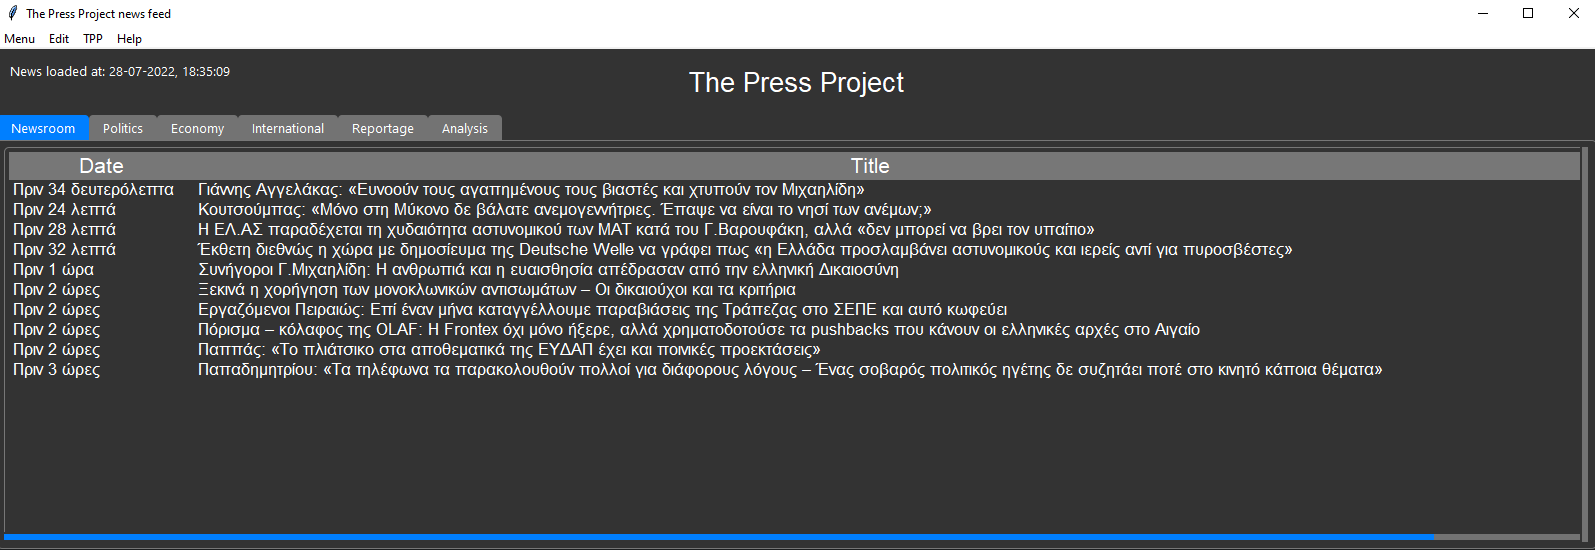 The Press Project news feed
Menu Edit TPP Help
News loaded at: 28-07-2022, 18:35:09
The Press Project
Newsroom Politics Economy International Reportage Analysis
Date Title
Πριν 34 δευτερόλεπτα Γιάννης Αγγελάκας: «Ευνοούν τους αγαπημένους τους βιαστές και χτυπούν τον Μιχαηλίδη»
Πριν 24 λεπτά Κουτσούμπας: «Μόνο στη Μύκονο δε βάλατε ανεμογεννήτριες. Έπαψε να είναι το νησί των ανέμων;»
Πριν 28 λεπτά Η ΕΛ.ΑΣ παραδέχεται τη χυδαιότητα αστυνομικού των ΜΑΤ κατά του Γ.Βαρουφάκη, αλλά «δεν μπορεί να βρει τον υπαίτιο»
Πριν 32 λεπτά Έκθετη διεθνώς η χώρα με δημοσίευμα της Deutsche Welle να γράφει πως «η Ελλάδα προσλαμβάνει αστυνομικούς και ιερείς αντί για πυροσβέστες»
Πριν 1 ώρα Συνήγοροι Γ.Μιχαηλίδη: Η ανθρωπιά και η ευαισθησία απέδρασαν από την ελληνική Δικαιοσύνη
Πριν 2 ώρες Ξεκινά η χορήγηση των μονοκλωνικών αντισωμάτων – Οι δικαιούχοι και τα κριτήρια
Πριν 2 ώρες Εργαζόμενοι Πειραιώς: Επί έναν μήνα καταγγέλλουμε παραβιάσεις της Τράπεζας στο ΣΕΠΕ και αυτό κωφεύει
Πριν 2 ώρες Πόρισμα – κόλαφος της OLAF: Η Frontex όχι μόνο ήξερε, αλλά χρηματοδοτούσε τα pushbacks που κάνουν οι ελληνικές αρχές στο Αιγαίο
Πριν 2 ώρες Παππάς: «Το πλιάτσικο στα αποθεματικά της ΕΥΔΑΠ έχει και ποινικές προεκτάσεις»
Πριν 3 ώρες Παπαδημητρίου: «Τα τηλέφωνα τα παρακολουθούν πολλοί για διάφορους λόγους – Ένας σοβαρός πολιτικός ηγέτης δε συζητάει ποτέ στο κινητό κάποια θέματα»